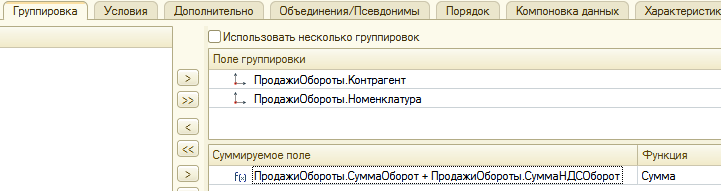 Группировка Условия Дополнительно Объединения/Псевдонимы Порядок Компоновка данных Характеристик
Использовать несколько группировок
Поле группировки
ПродажиОбороты.Контрагент
ПродажиОбороты.Номенклатура
Суммируемое поле Функция
f(x) ПродажиОбороты.СуммаОборот + ПродажиОбороты.СуммаНДСОборот Сумма
> 
>>
<
<<
>